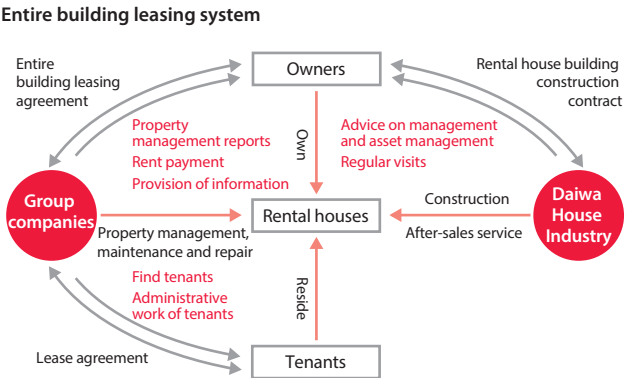 Entire building leasing system
Entire
building leasing
agreement
Owners
Rental house building
construction
contract
Property
management reports
Rent payment
Provision of information
Own
Advice on management
and asset management
Regular visits
Group
companies
Rental houses
Construction
After-sales service
Daiwa
House
Industry
Property management,
maintenance and repair
Find tenants
Administrative
work of tenants
Reside
Lease agreement
Tenants